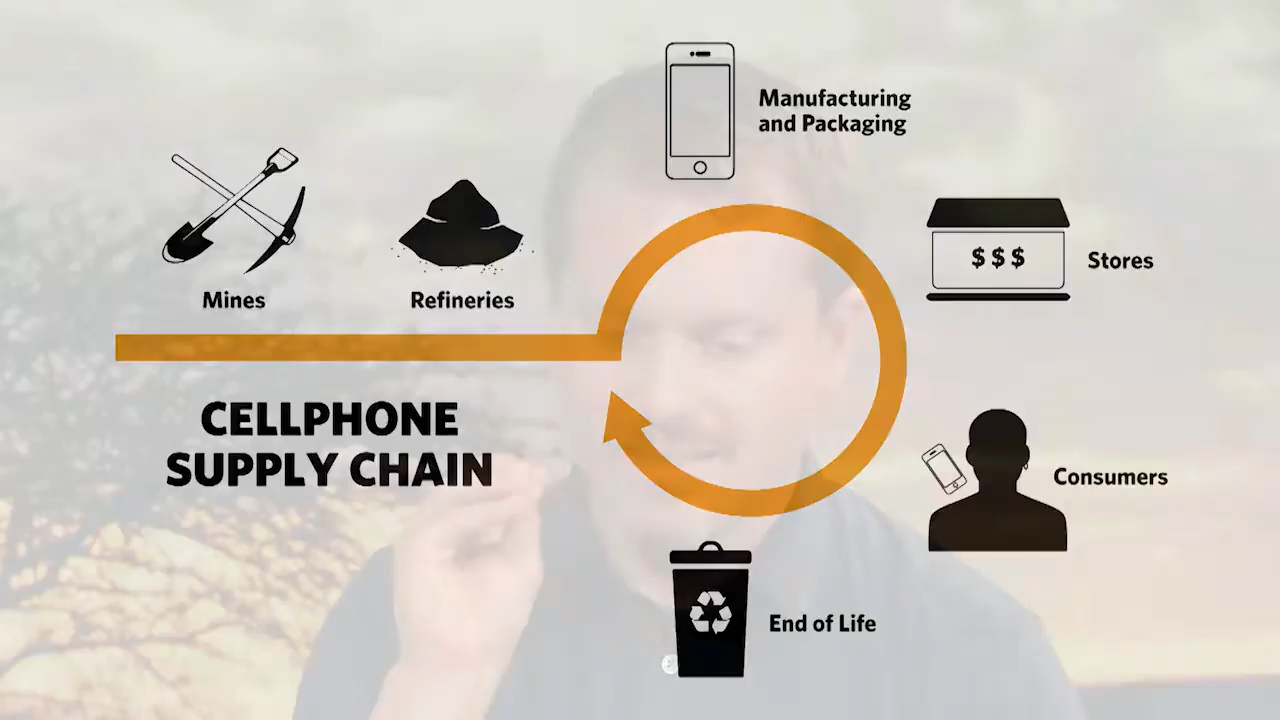 Manufacturing
and Packaging
$$$
Stores
Mines
Refineries
CELLPHONE
SUPPLY CHAIN
Consumers
End of Life